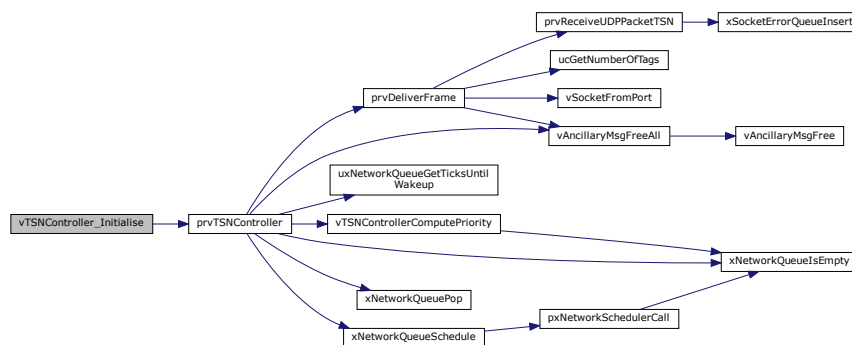 prvReceiveUDPPacketTSN
xSocketErrorQueueInsert
ucGetNumberOfTags
prvDeliverFrame
vSocketFromPort
vAncillaryMsgFreeAll
vAncillaryMsgFree
uxNetworkQueueGetTicksUntil
Wakeup
vTSNController_Initialise
prvTSNController
vTSNControllerComputePriority
xNetworkQueueIsEmpty
xNetworkQueuePop
pxNetworkSchedulerCall
xNetworkQueueSchedule